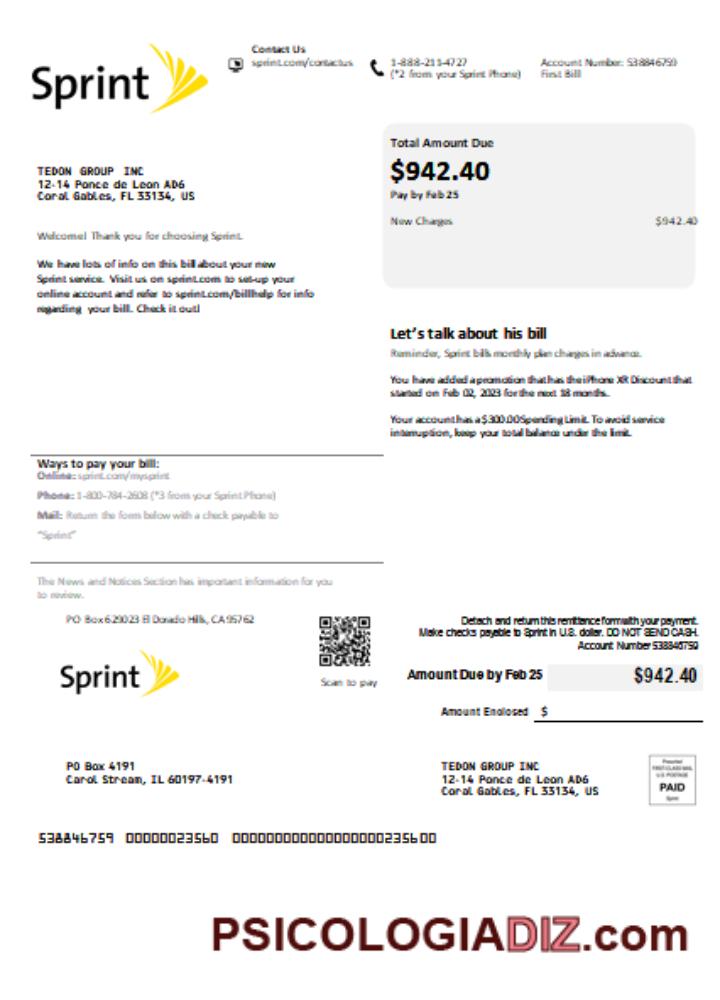 Sprint
Contact Us
sprint.com/contactus
1-888-211-4727
(*2 from your Sprint Phone)
Account Number: 538846759
First Bill
TEDON GROUP INC
12-14 Ponce de Leon AD6
Coral Gables, FL 33134, US
Total Amount Due
$942.40
Pay by Feb 25
New Charges $942.40
Welcome! Thank you for choosing Sprint.
We have lots of info on this bill about your new
Sprint service. Visit us on sprint.com to set-up your
online account and refer to sprint.com/billhelp for info
regarding your bill. Check it out!
Let's talk about his bill
Reminder, Sprint bills monthly plan charges in advance.
You have added a promotion that has the iPhone XR Discount that
started on Feb 02, 2023 for the next 18 months.
Your account has a $300.00 Spending Limit. To avoid service
interruption, keep your total balance under the limit.
Ways to pay your bill:
Online: sprint.com/mysprint
Phone: 1-800-784-2608 (*3 from your Sprint Phone)
Mail: Return the form below with a check payable to
"Sprint"
The News and Notices Section has important information for you
to review.
PO Box 629023 El Dorado Hills, CA 95762
Sprint
Scan to pay
Detach and return this remittance form with your payment.
Make checks payable to Sprint in U.S. dollar. DO NOT SEND CASH.
Account Number 538846759
Amount Due by Feb 25 $942.40
Amount Enclosed $
PO Box 4191
Carol Stream, IL 60197-4191
TEDON GROUP INC
12-14 Ponce de Leon AD6
Coral Gables, FL 33134, US
Presorted
FIRST-CLASS MAIL
U.S. POSTAGE
PAID
Sprint
538846759 00000023560 00000000000000000000235600
PSICOLOGIADIZ.com